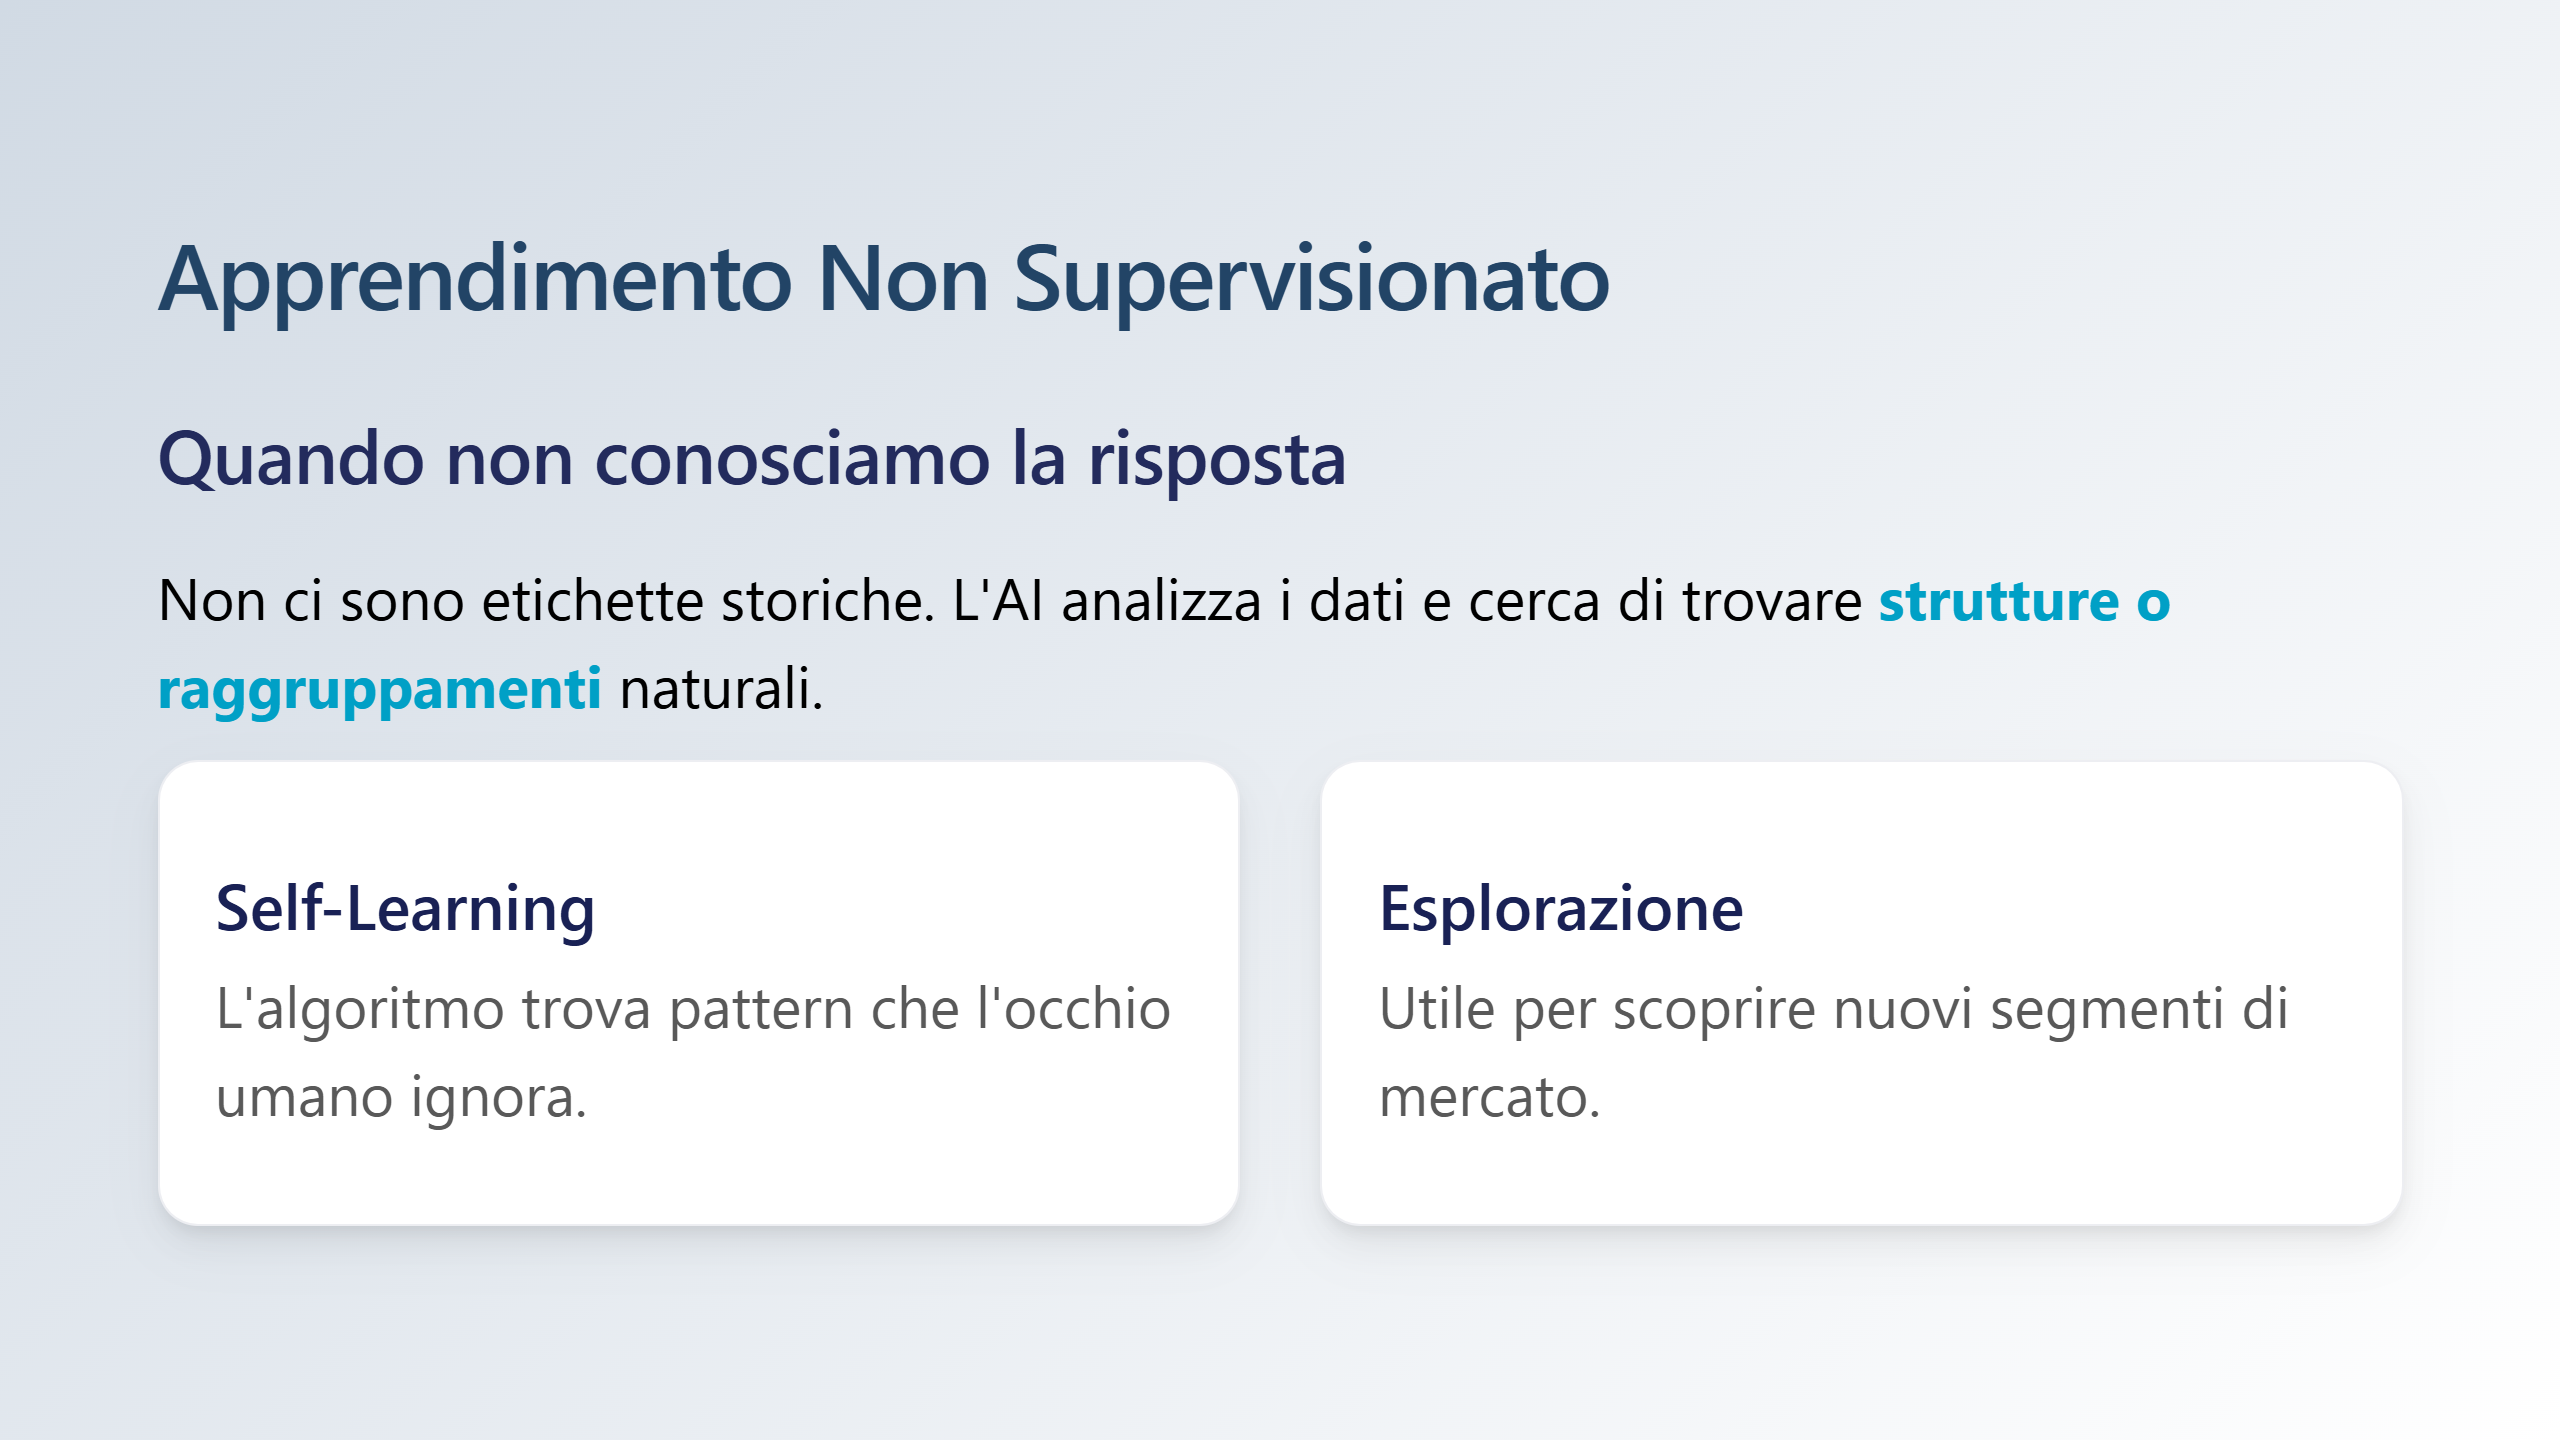 Apprendimento Non Supervisionato
Quando non conosciamo la risposta
Non ci sono etichette storiche. L'AI analizza i dati e cerca di trovare strutture o
raggruppamenti naturali.
Self-Learning
L'algoritmo trova pattern che l'occhio
umano ignora.
Esplorazione
Utile per scoprire nuovi segmenti di
mercato.